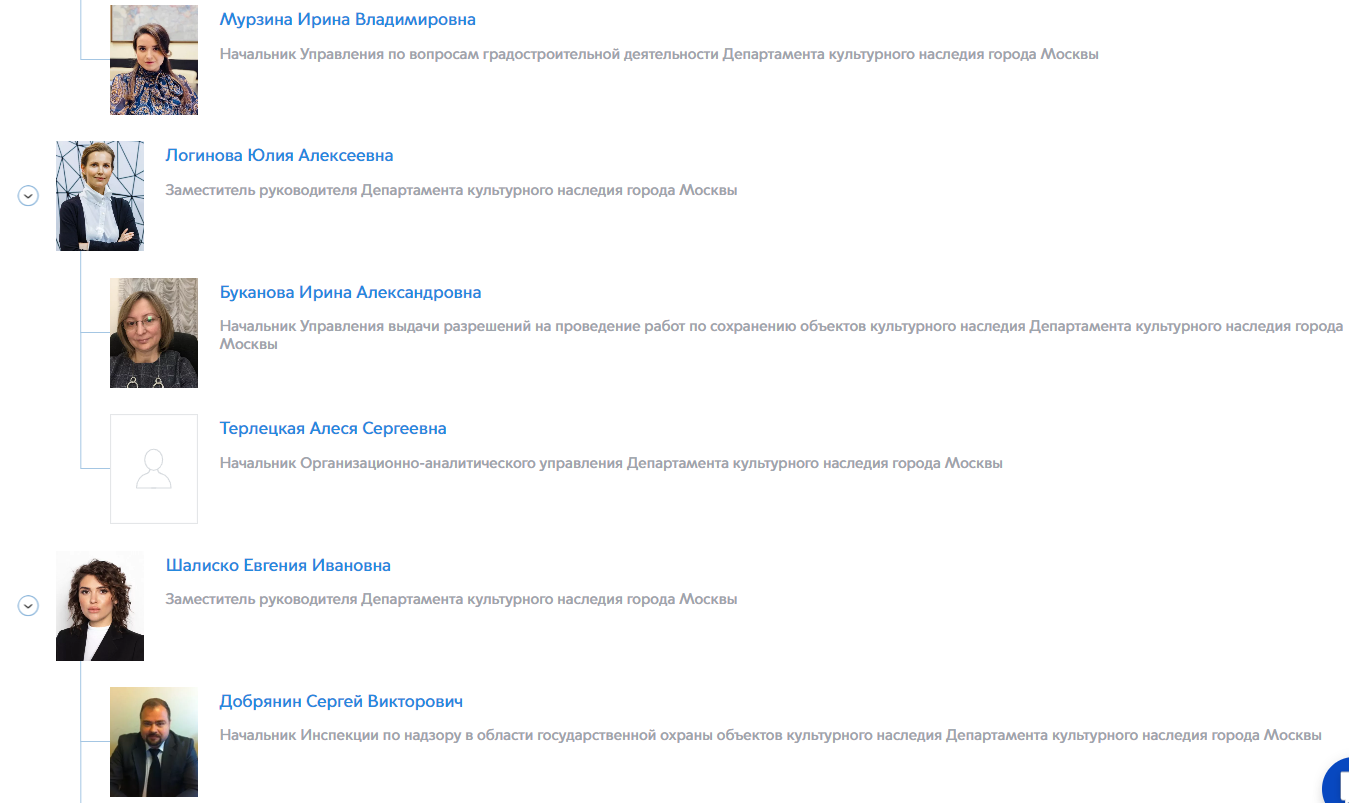 Мурзина Ирина Владимировна
Начальник Управления по вопросам градостроительной деятельности Департамента культурного наследия города Москвы
Логинова Юлия Алексеевна
Заместитель руководителя Департамента культурного наследия города Москвы
Буканова Ирина Александровна
Начальник Управления выдачи разрешений на проведение работ по сохранению объектов культурного наследия Департамента культурного наследия города
Москвы
Терлецкая Алеся Сергеевна
Начальник Организационно-аналитического управления Департамента культурного наследия города Москвы
Шалиско Евгения Ивановна
Заместитель руководителя Департамента культурного наследия города Москвы
Добрянин Сергей Викторович
Начальник Инспекции по надзору в области государственной охраны объектов культурного наследия Департамента культурного наследия города Москвы